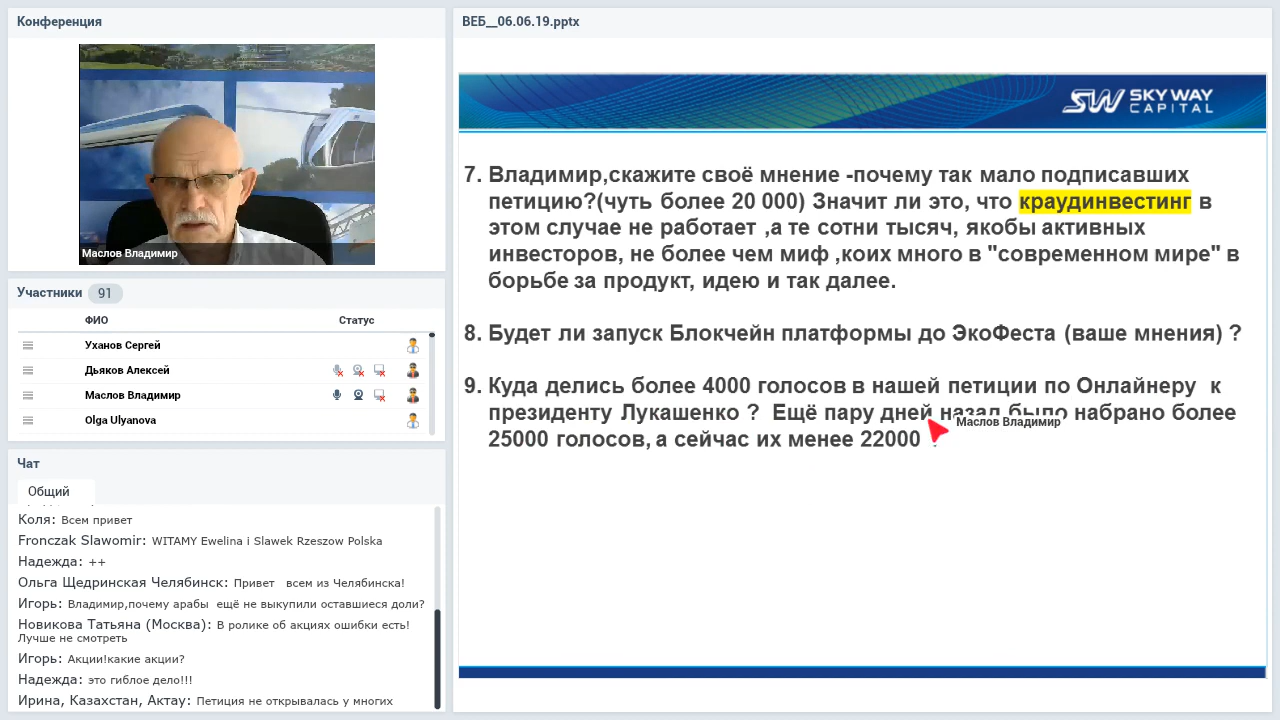 Конференция
Маслов Владимир
Участники 91
ФИО Статус
Уханов Сергей
Дьяков Алексей
Маслов Владимир
Olga Ulyanova
Чат
Общий
Коля: Всем привет
Fronczak Slawomir: WITAMY Ewelina i Slawek Rzeszow Polska
Надежда: ++
Ольга Щедринская Челябинск: Привет всем из Челябинска!
Игорь: Владимир,почему арабы ещё не выкупили оставшиеся доли?
Новикова Татьяна (Москва): В ролике об акциях ошибки есть!
Лучше не смотреть
Игорь: Акции!какие акции?
Надежда: это гиблое дело!!!
Ирина, Казахстан, Актау: Петиция не открывалась у многих
ВЕБ__06.06.19.pptx
SW SKY WAY
CAPITAL
7. Владимир,скажите своё мнение -почему так мало подписавших
петицию?(чуть более 20 000) Значит ли это, что краудинвестинг в
этом случае не работает ,а те сотни тысяч, якобы активных
инвесторов, не более чем миф ,коих много в "современном мире" в
борьбе за продукт, идею и так далее.
8. Будет ли запуск Блокчейн платформы до ЭкоФеста (ваше мнения) ?
9. Куда делись более 4000 голосов в нашей петиции по Онлайнеру к
президенту Лукашенко ? Ещё пару дней назад было набрано более
Маслов Владимир
25000 голосов, а сейчас их менее 22000